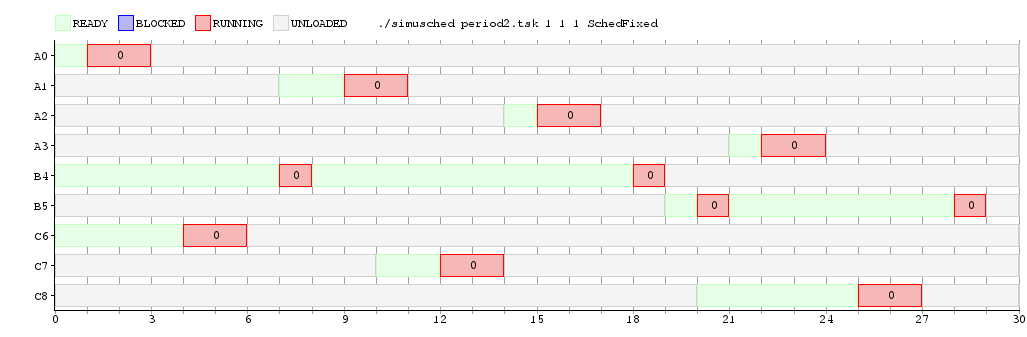 READY BLOCKED RUNNING UNLOADED ./simusched period2.tsk 1 1 1 SchedFixed
A0 0
A1 0
A2 0
A3 0
B4 0 0
B5 0 0
C6 0
C7 0
C8 0
0 3 6 9 12 15 18 21 24 27 30